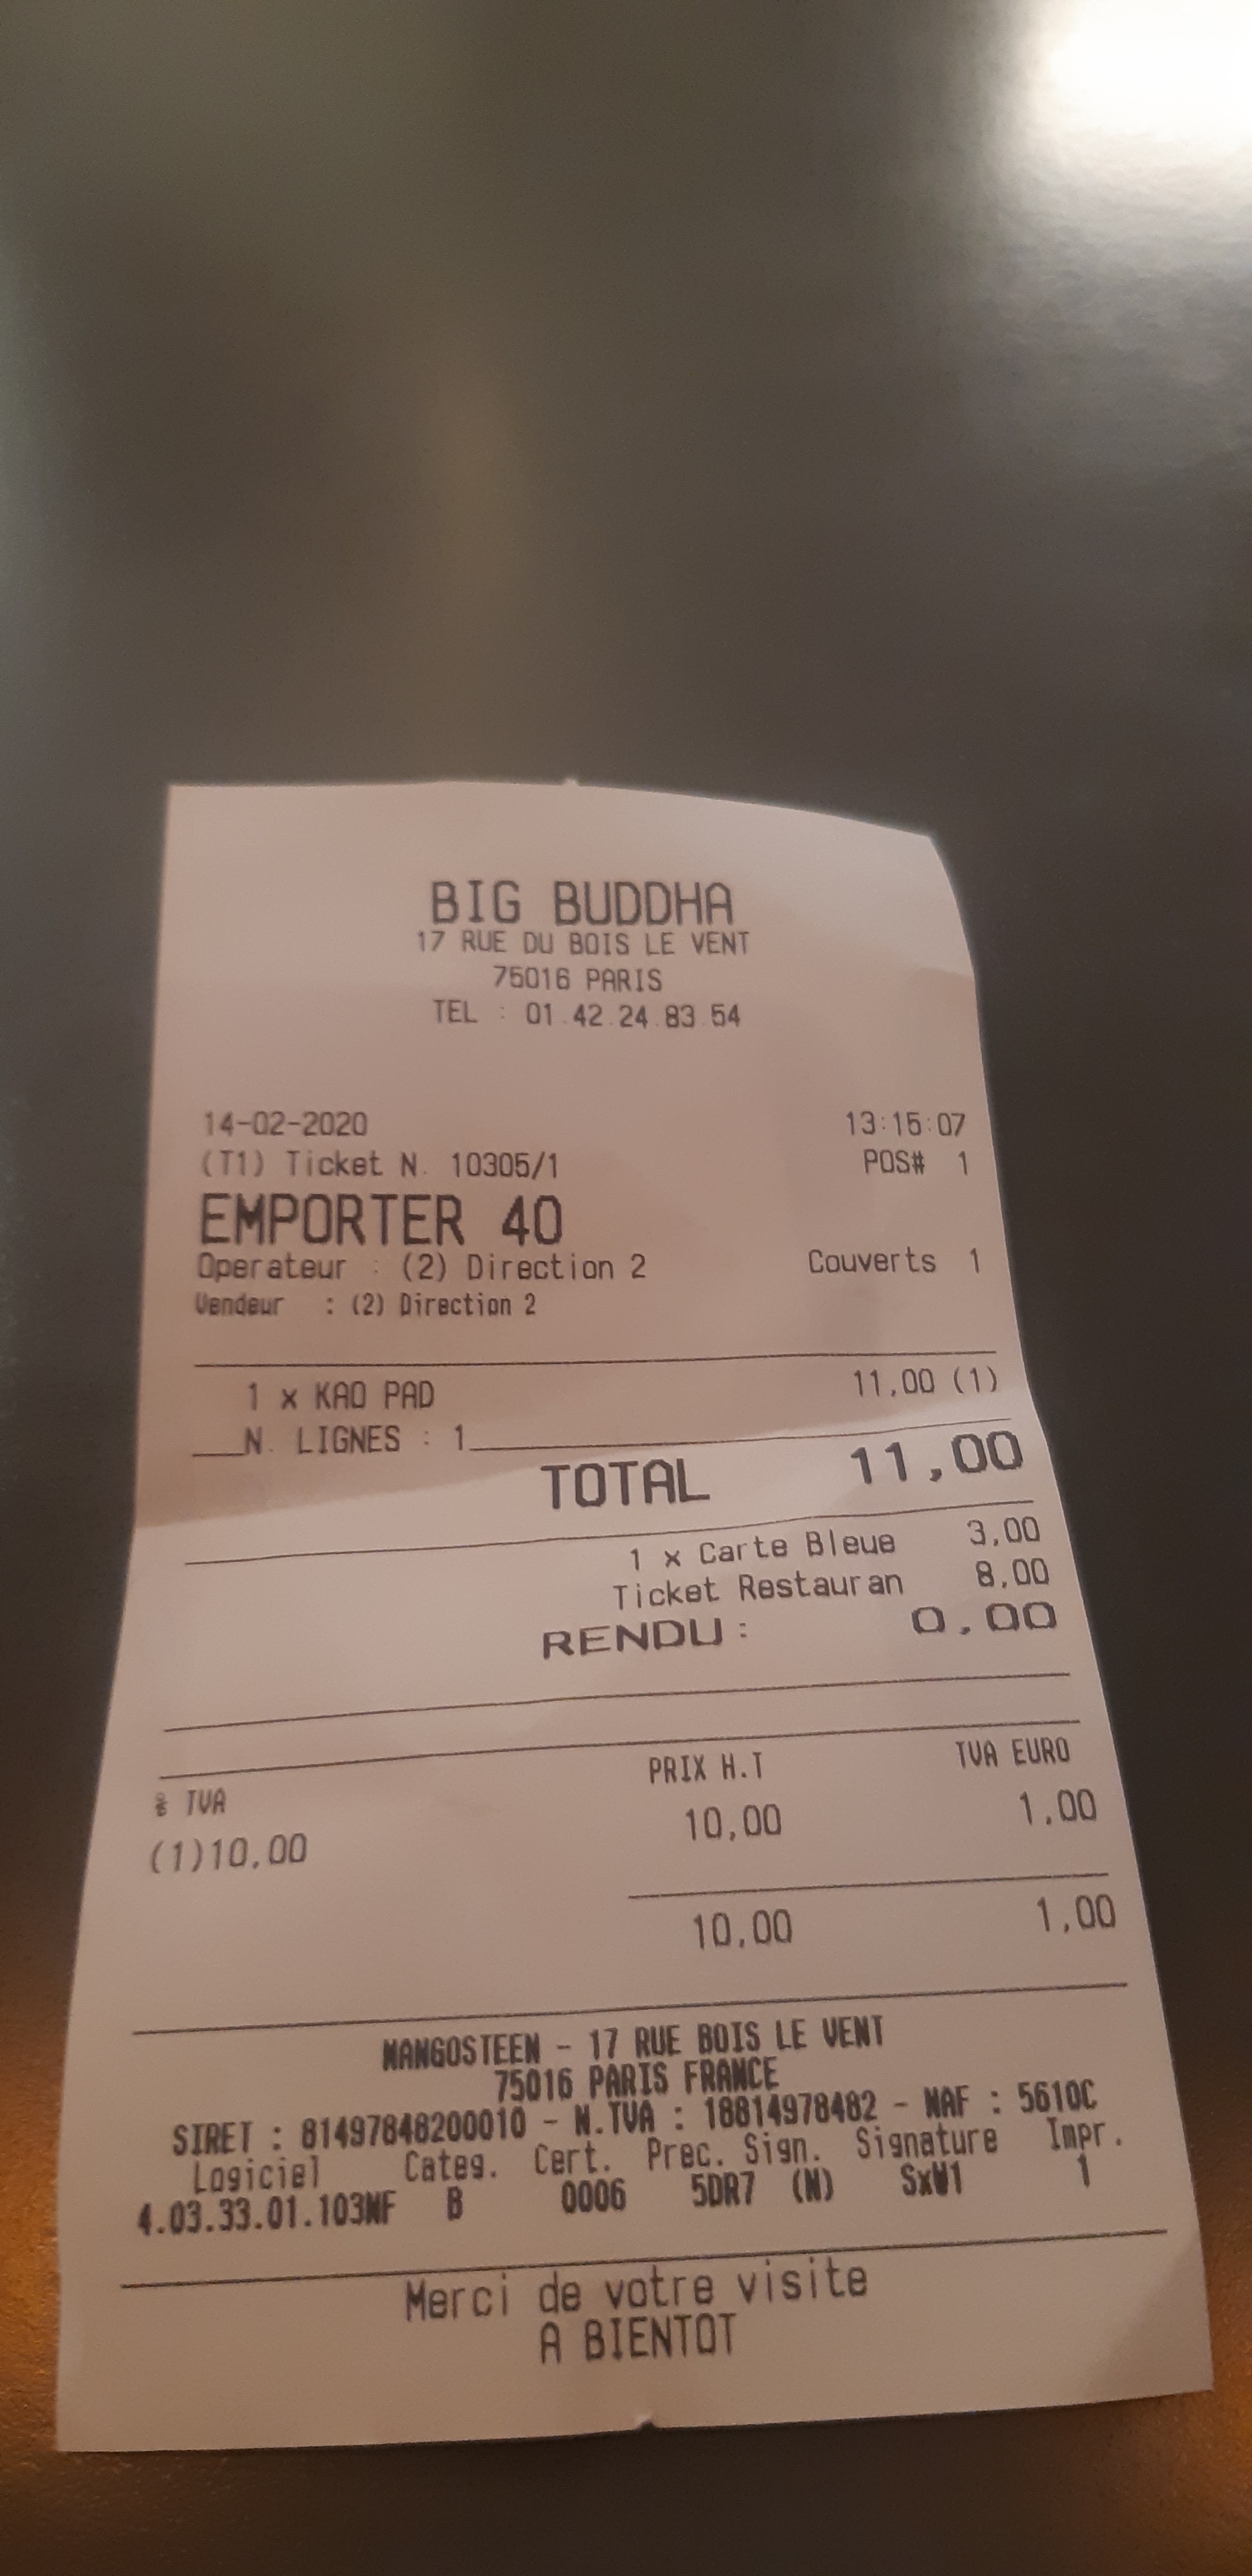 BIG BUDDHA
17 RUE DU BOIS LE VENT
75016 PARIS
TEL : 01.42.24.83.54
14-02-2020 13:15:07
(T1) Ticket N. 10305/1 POS# 1
EMPORTER 40
Operateur : (2) Direction 2 Couverts 1
Vendeur : (2) Direction 2
1 x KAO PAD 11,00 (1)
N. LIGNES : 1
TOTAL 11,00
1 x Carte Bleue 3,00
Ticket Restauran 8,00
RENDU : 0,00
% TVA PRIX H.T TVA EURO
(1)10,00 10,00 1,00
10,00 1,00
MANGOSTEEN - 17 RUE BOIS LE VENT
75016 PARIS FRANCE
SIRET : 81497848200010 - N.TVA : 18814978482 - NAF : 5610C
Logiciel Categ. Cert. Prec. Sign. Signature Impr.
4.03.33.01.103NF B 0006 5DR7 (N) SxW1 1
Merci de votre visite
A BIENTOT